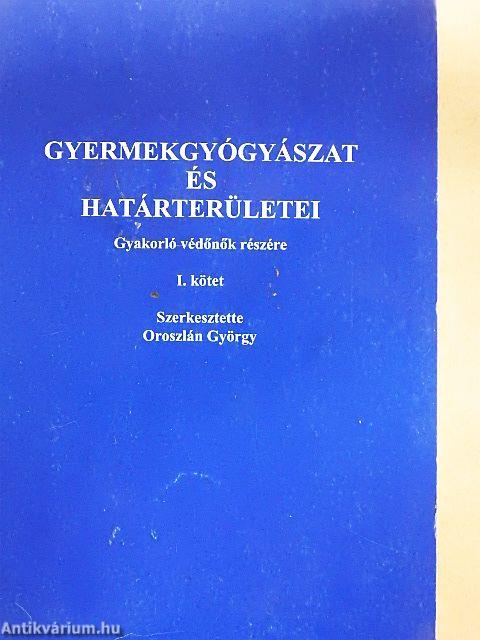 GYERMEKGYÓGYÁSZAT
ÉS
HATÁRTERÜLETEI
Gyakorló védőnők részére
I. kötet
Szerkesztette
Oroszlán György
Antikvárium.hu